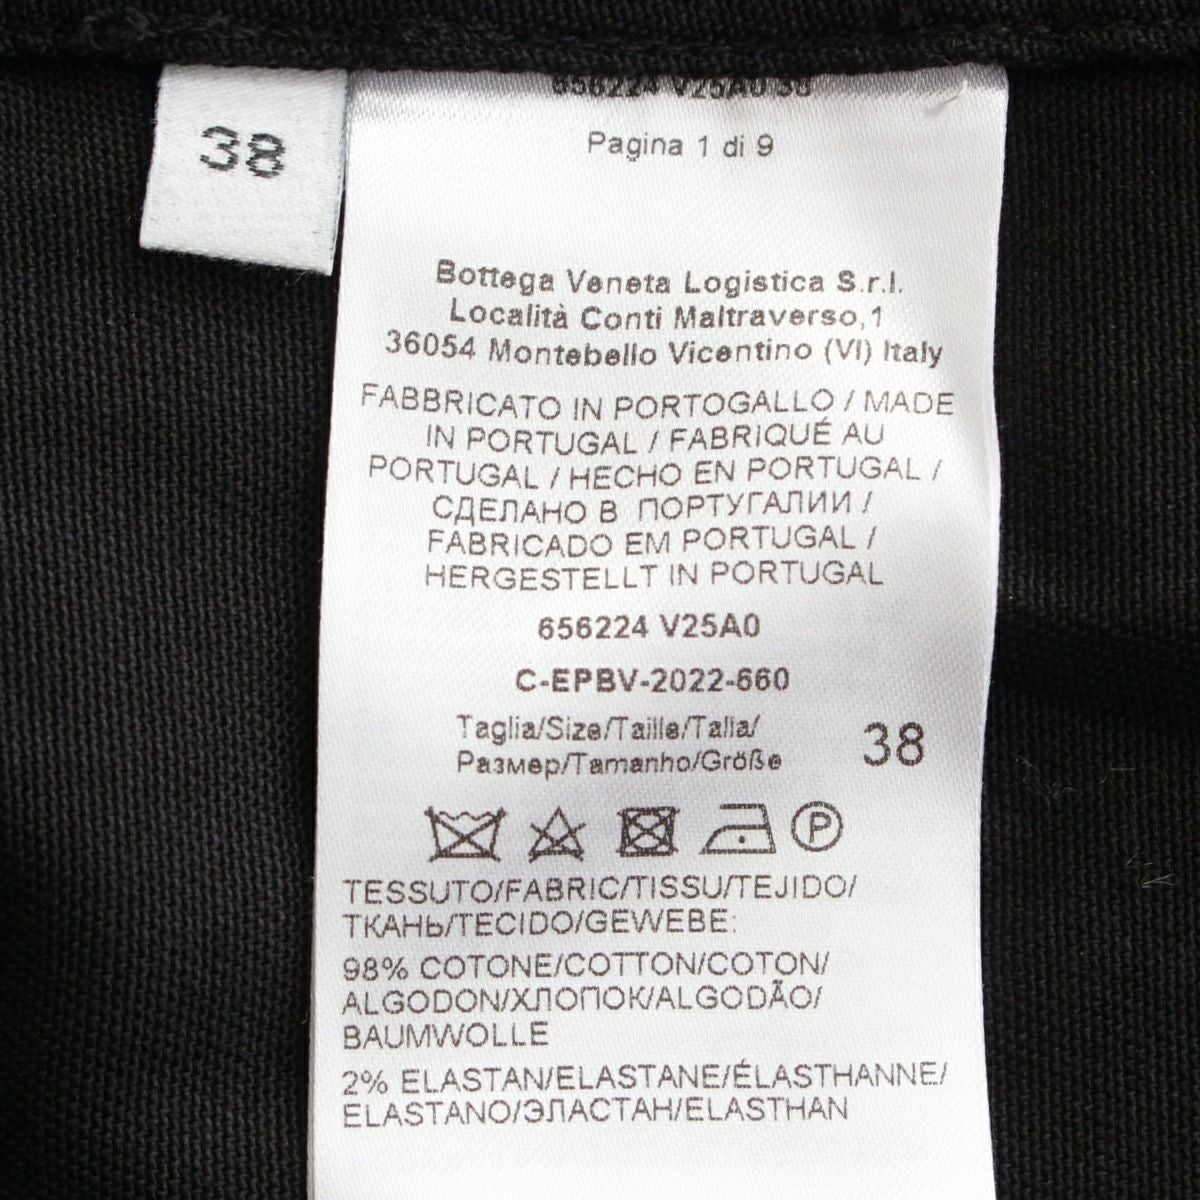 38
656224 V25A0 38
Pagina 1 di 9
Bottega Veneta Logistica S.r.l.
Località Conti Maltraverso,1
36054 Montebello Vicentino (VI) Italy
FABBRICATO IN PORTOGALLO / MADE
IN PORTUGAL / FABRIQUÉ AU
PORTUGAL / HECHO EN PORTUGAL /
СДЕЛАНО В ПОРТУГАЛИИ /
FABRICADO EM PORTUGAL /
HERGESTELLT IN PORTUGAL
656224 V25A0
C-EPBV-2022-660
Taglia/Size/Taille/Talla/
Размер/Tamanho/Größe
38
P
TESSUTO/FABRIC/TISSU/TEJIDO/
ТКАНЬ/TECIDO/GEWEBE:
98% COTONE/COTTON/COTON/
ALGODON/ХЛОПОК/ALGODÃO/
BAUMWOLLE
2% ELASTAN/ELASTANE/ÉLASTHANNE/
ELASTANO/ЭЛАСТАН/ELASTHAN